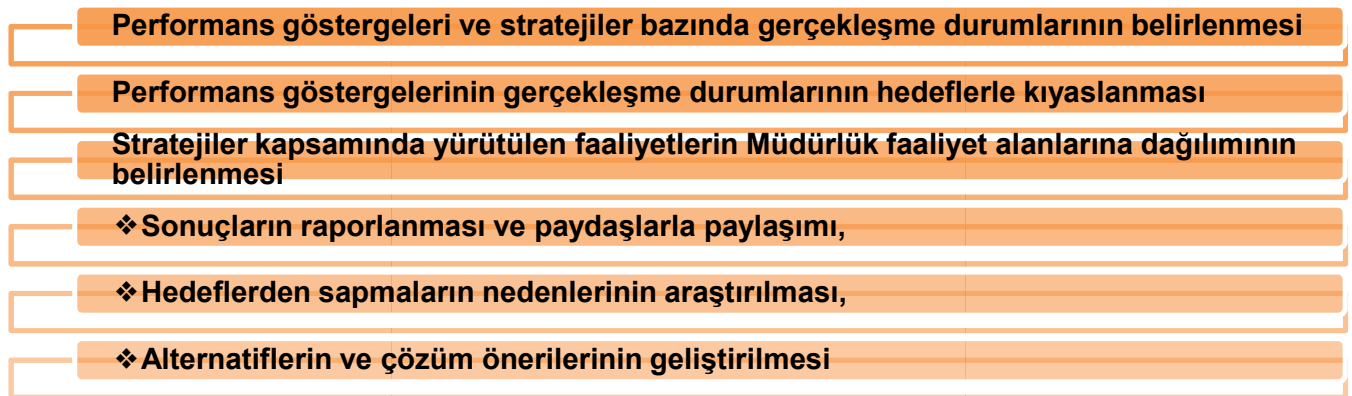 Performans göstergeleri ve stratejiler bazında gerçekleşme durumlarının belirlenmesi
Performans göstergelerinin gerçekleşme durumlarının hedeflerle kıyaslanması
Stratejiler kapsamında yürütülen faaliyetlerin Müdürlük faaliyet alanlarına dağılımının
belirlenmesi
❖Sonuçların raporlanması ve paydaşlarla paylaşımı,
❖Hedeflerden sapmaların nedenlerinin araştırılması,
❖Alternatiflerin ve çözüm önerilerinin geliştirilmesi